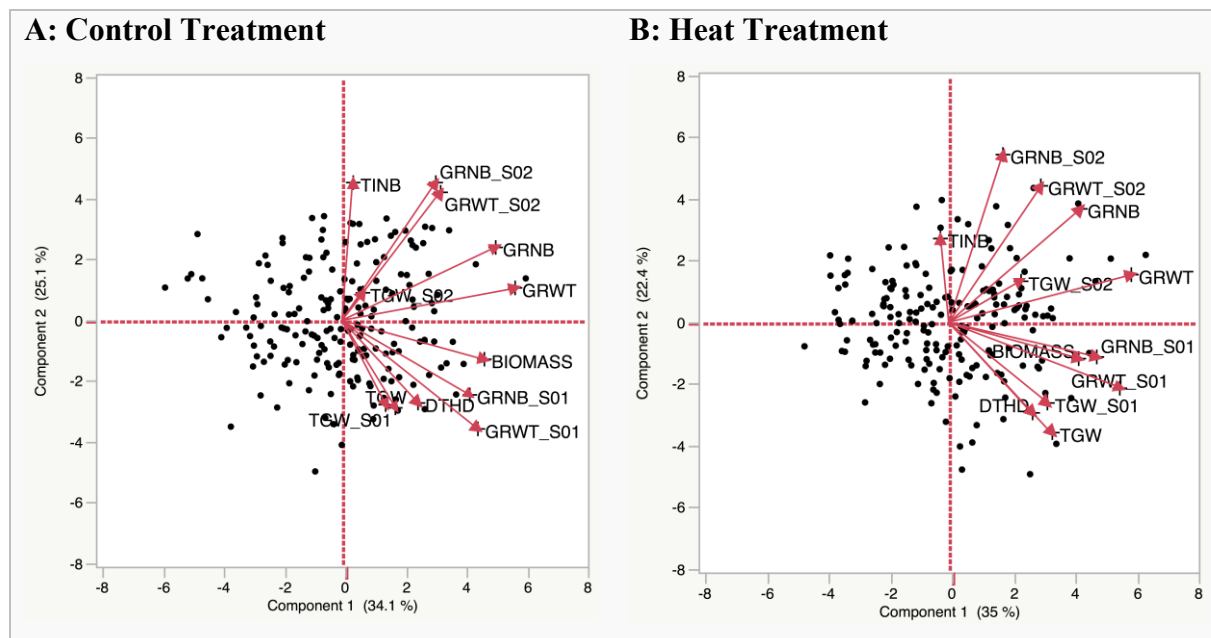 A: Control Treatment
B: Heat Treatment
8
6
4
2
0
-2
-4
-6
-8
Component 2 (25.1 %)
TINB
GRNB_S02
GRWT_S02
GRNB
TGW_S02
GRWT
BIOMASS
GRNB_S01
TGW
DTHD
TGW_S01
GRWT_S01
-8
-6
-4
-2
0
2
4
6
8
Component 1 (34.1 %)
8
6
4
2
0
-2
-4
-6
-8
Component 2 (22.4 %)
GRNB_S02
GRWT_S02
GRNB
TINB
TGW_S02
GRWT
BIOMASS
GRNB_S01
GRWT_S01
DTHD
TGW_S01
TGW
-8
-6
-4
-2
0
2
4
6
8
Component 1 (35 %)